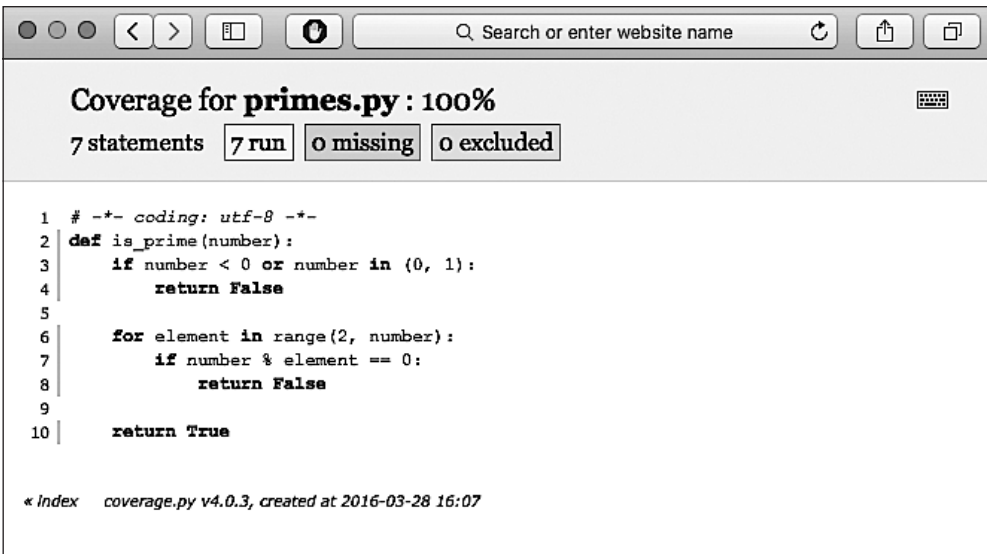 Search or enter website name
Coverage for primes.py : 100%
7 statements 7 run 0 missing 0 excluded
1 # -*- coding: utf-8 -*-
2 def is_prime(number):
3     if number < 0 or number in (0, 1):
4         return False
5
6     for element in range(2, number):
7         if number % element == 0:
8             return False
9
10     return True
« index coverage.py v4.0.3, created at 2016-03-28 16:07